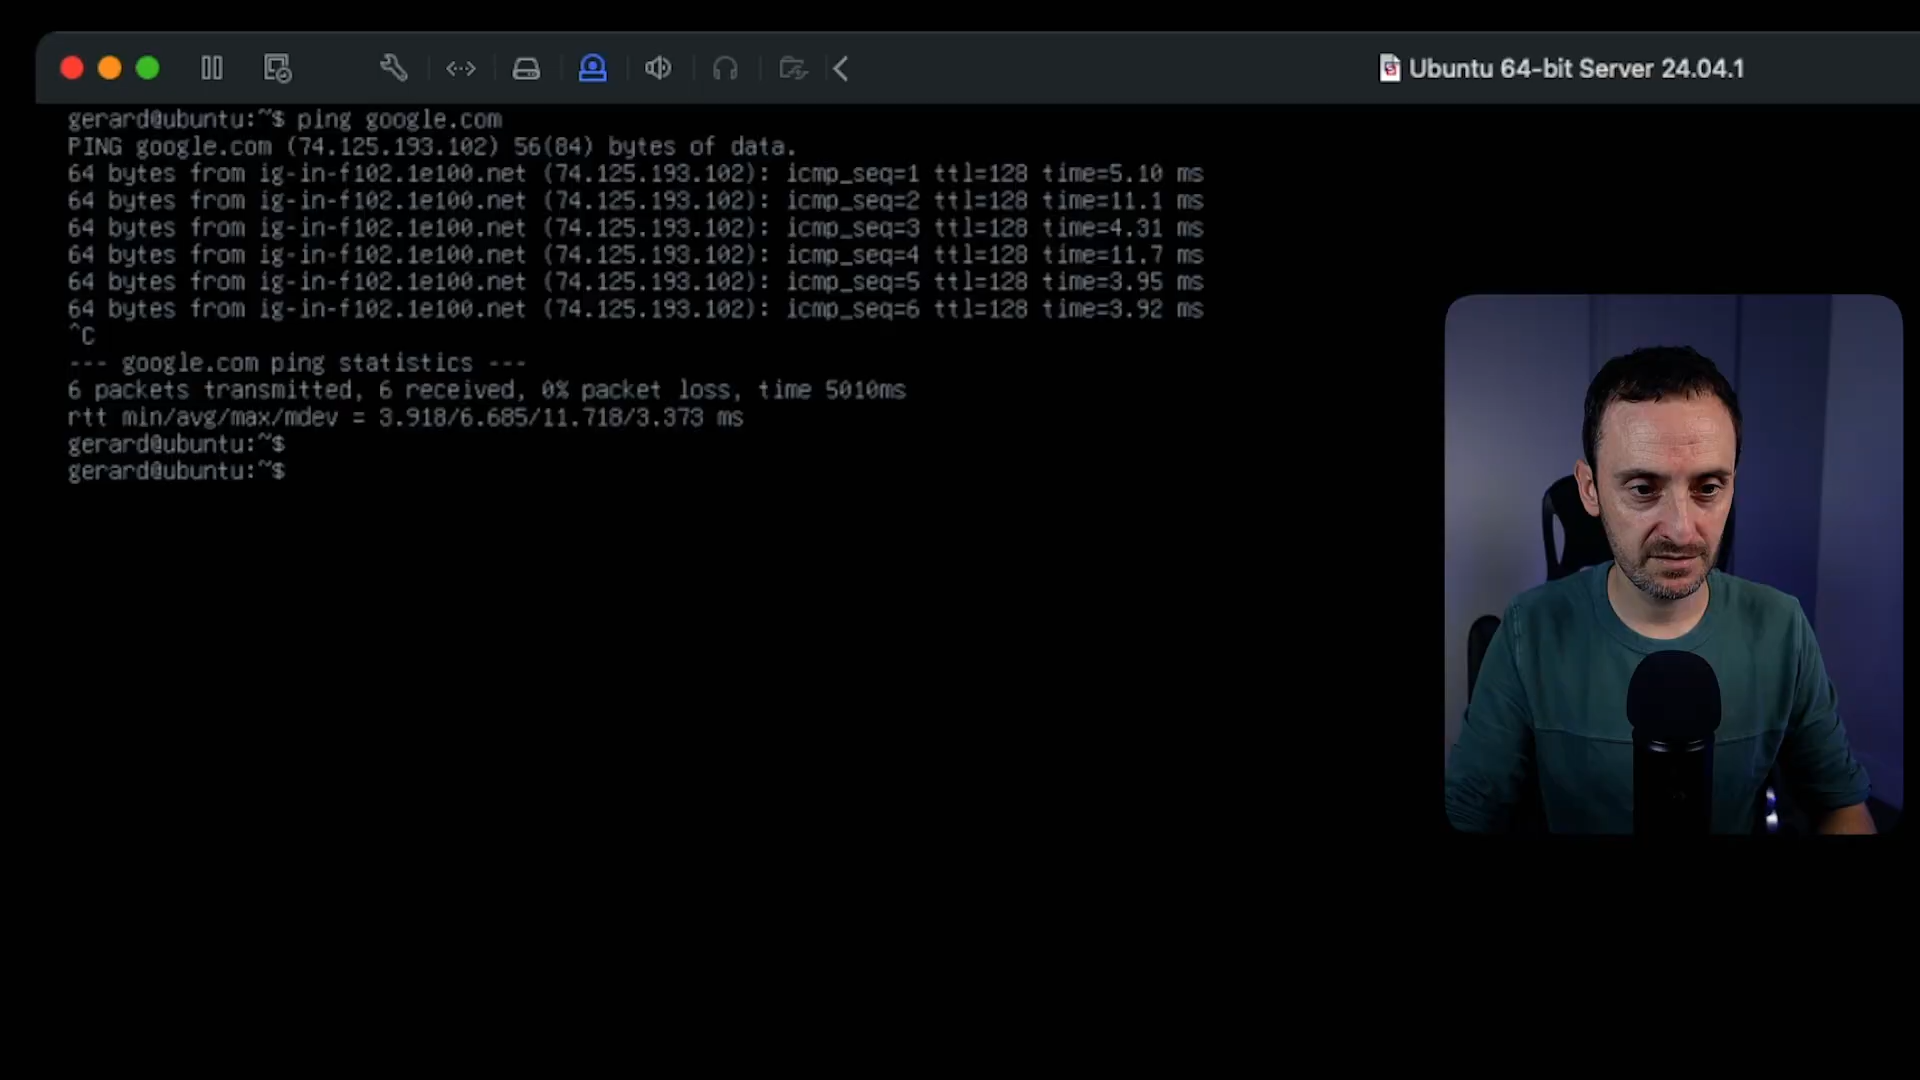 Ubuntu 64-bit Server 24.04.1
gerard@ubuntu:~$ ping google.com
PING google.com (74.125.193.102) 56(84) bytes of data.
64 bytes from ig-in-f102.1e100.net (74.125.193.102): icmp_seq=1 ttl=128 time=5.10 ms
64 bytes from ig-in-f102.1e100.net (74.125.193.102): icmp_seq=2 ttl=128 time=11.1 ms
64 bytes from ig-in-f102.1e100.net (74.125.193.102): icmp_seq=3 ttl=128 time=4.31 ms
64 bytes from ig-in-f102.1e100.net (74.125.193.102): icmp_seq=4 ttl=128 time=11.7 ms
64 bytes from ig-in-f102.1e100.net (74.125.193.102): icmp_seq=5 ttl=128 time=3.95 ms
64 bytes from ig-in-f102.1e100.net (74.125.193.102): icmp_seq=6 ttl=128 time=3.92 ms
^C
--- google.com ping statistics ---
6 packets transmitted, 6 received, 0% packet loss, time 5010ms
rtt min/avg/max/mdev = 3.918/6.685/11.718/3.373 ms
gerard@ubuntu:~$
gerard@ubuntu:~$